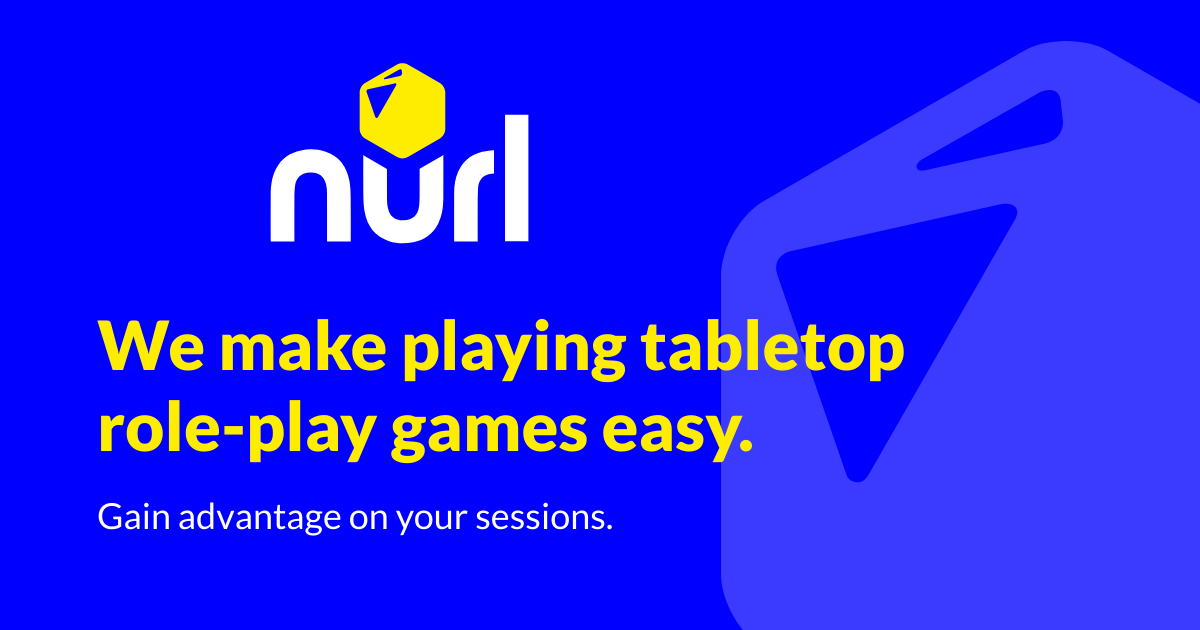 nurl
We make playing tabletop
role-play games easy.
Gain advantage on your sessions.